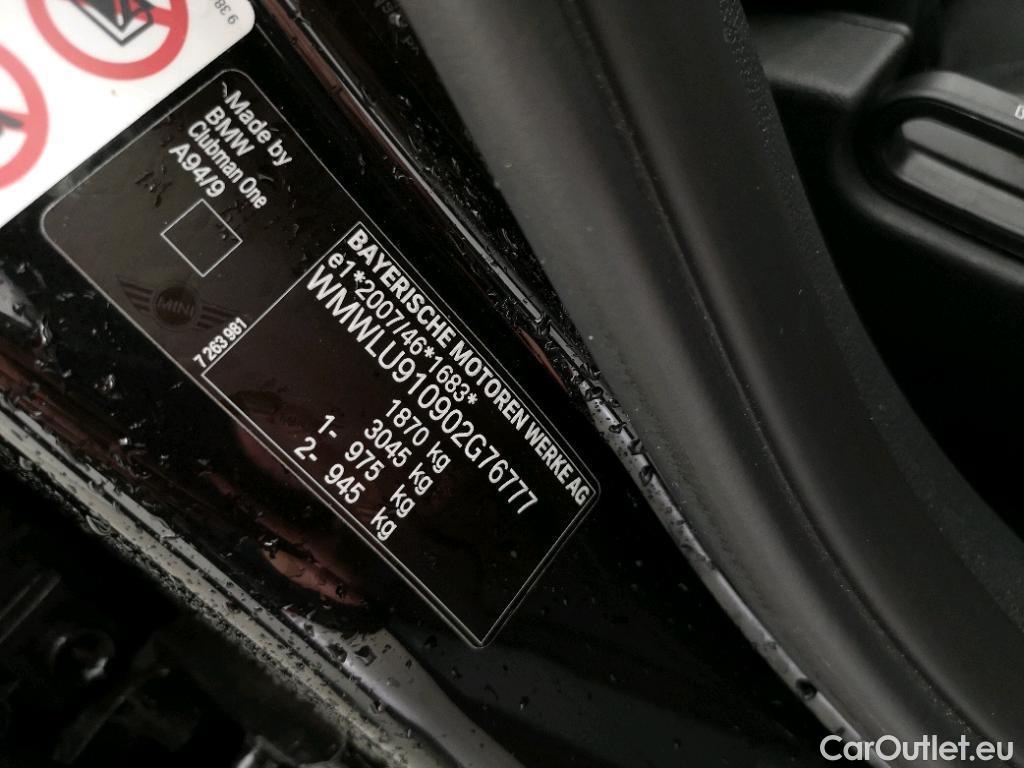 Made by
BMW
Clubman One
A94/9
MINI
7 263 981
BAYERISCHE MOTOREN WERKE AG
e1*2007/46*1683*
WMWLU910902G76777
1870 kg
3045 kg
1- 975 kg
2- 945 kg
CarOutlet.eu